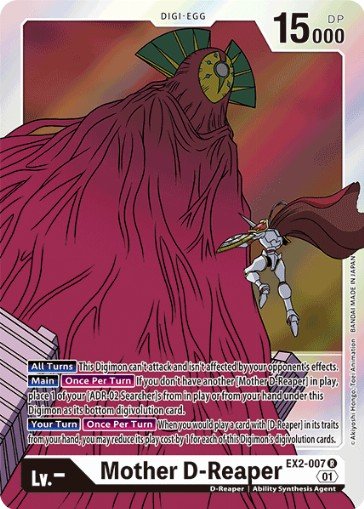 DIGI-EGG
15000 DP
All Turns This Digimon can't attack and isn't affected by your opponent's effects.
Main Once Per Turn If you don't have another [Mother D-Reaper] in play,
place 1 of your [ADR-02 Searcher]s from in play or from your hand under this
Digimon as its bottom digivolution card.
Your Turn Once Per Turn When you would play a card with [D-Reaper] in its traits
from your hand, you may reduce its play cost by 1 for each of this Digimon's digivolution cards.
Lv.–
Mother D-Reaper
EX2-007 R
01
D-Reaper | Ability Synthesis Agent
©Akiyoshi Hongo, Toei Animation BANDAI MADE IN JAPAN